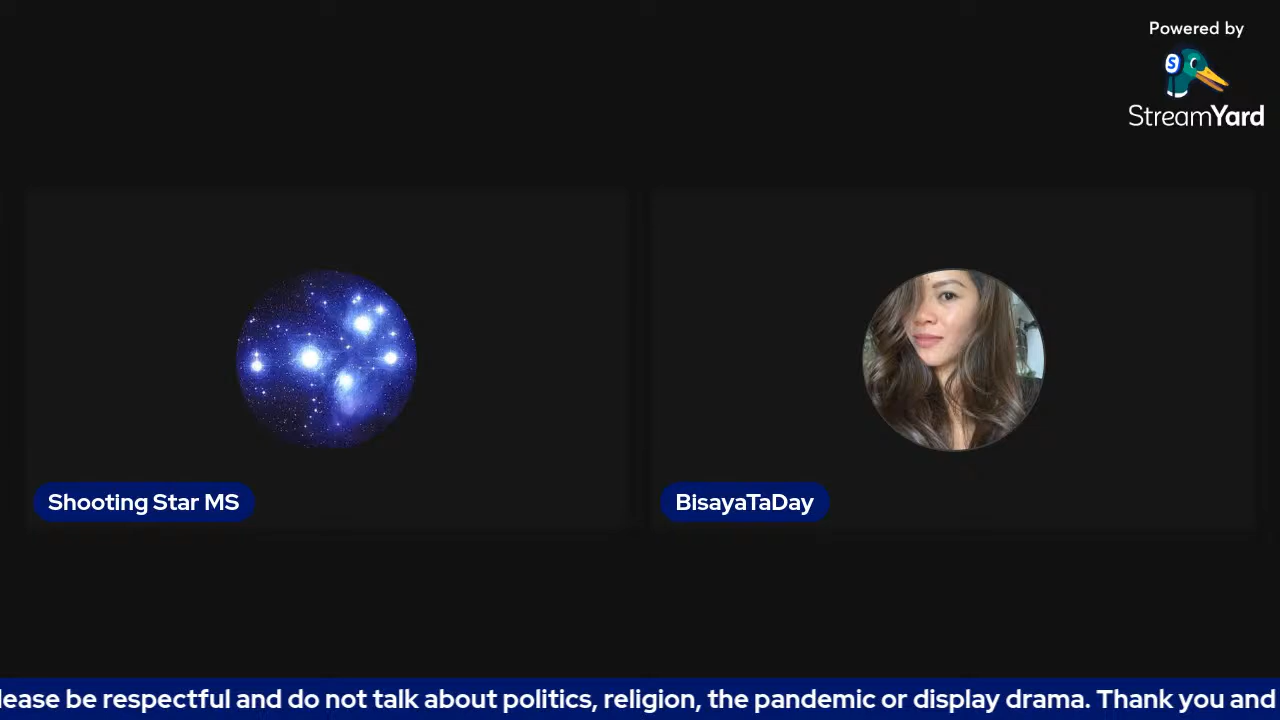 Powered by
S
StreamYard
Shooting Star MS
BisayaTaDay
lease be respectful and do not talk about politics, religion, the pandemic or display drama. Thank you and